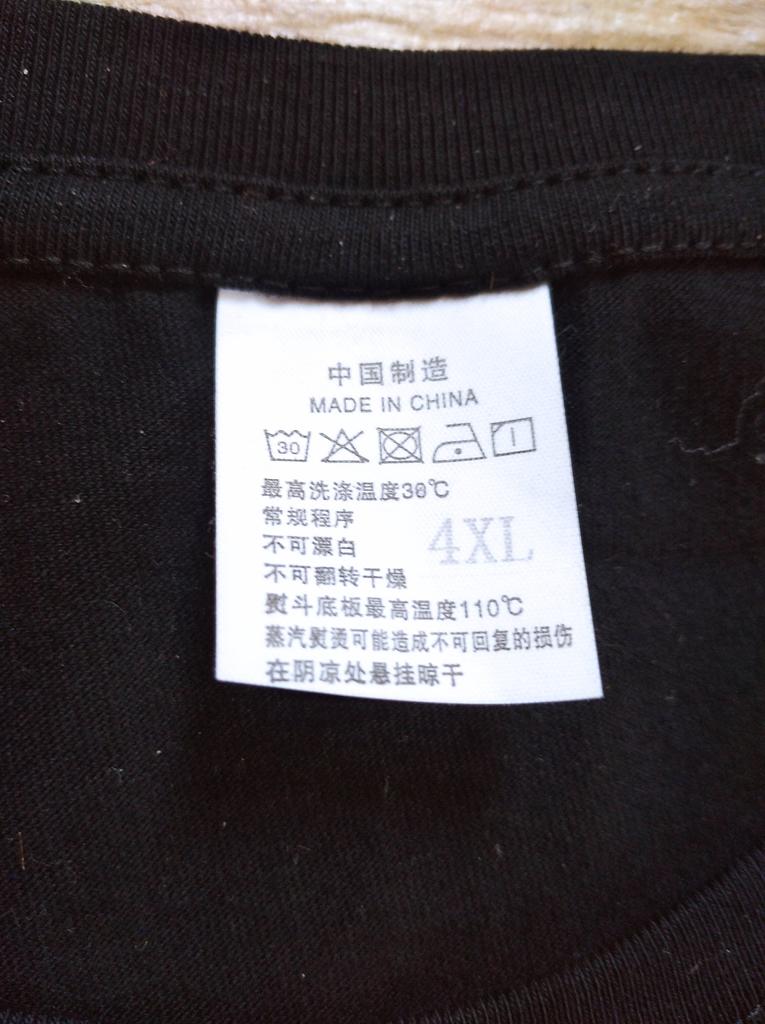 中国制造
MADE IN CHINA
30
最高洗涤温度30℃
常规程序
不可漂白
4XL
不可翻转干燥
熨斗底板最高温度110℃
蒸汽熨烫可能造成不可回复的损伤
在阴凉处悬挂晾干